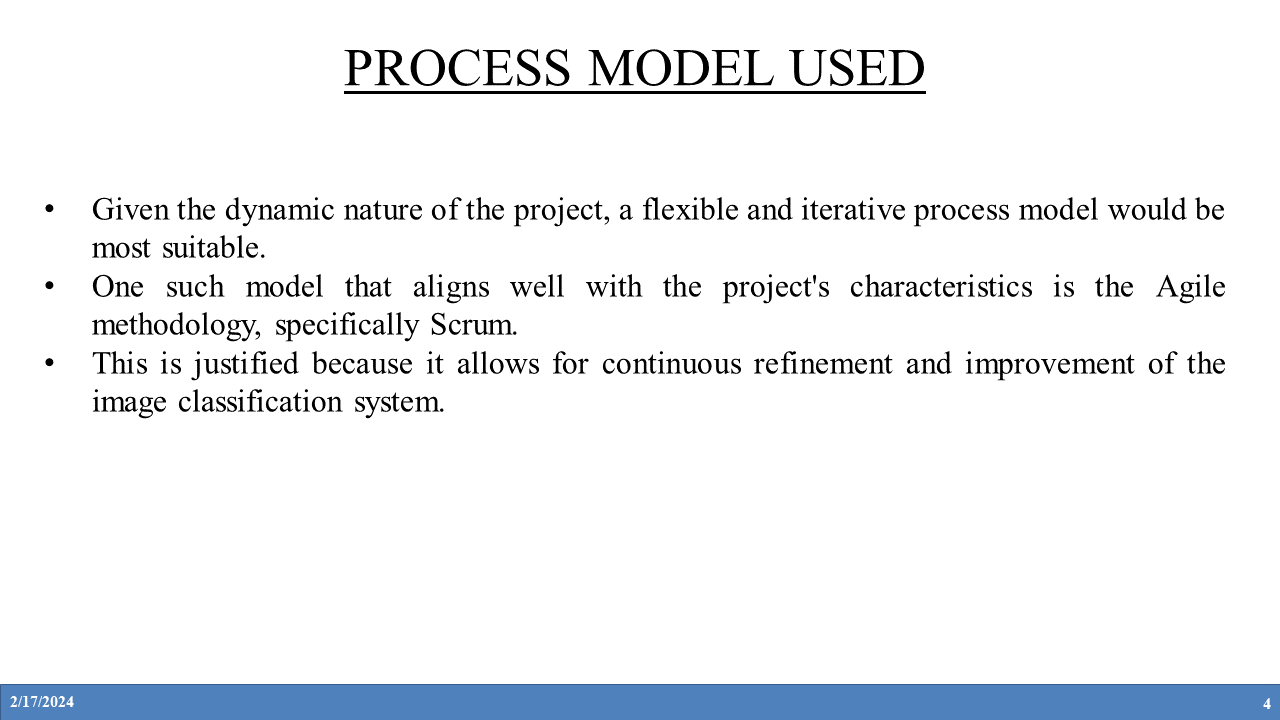 PROCESS MODEL USED
• Given the dynamic nature of the project, a flexible and iterative process model would be
most suitable.
• One such model that aligns well with the project's characteristics is the Agile
methodology, specifically Scrum.
• This is justified because it allows for continuous refinement and improvement of the
image classification system.
2/17/2024
4